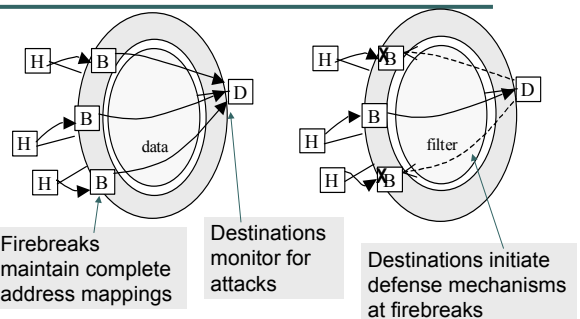 H
B
H
B
H
B
D
data
H
B
H
B
H
B
D
filter
Firebreaks
maintain complete
address mappings
Destinations
monitor for
attacks
Destinations initiate
defense mechanisms
at firebreaks